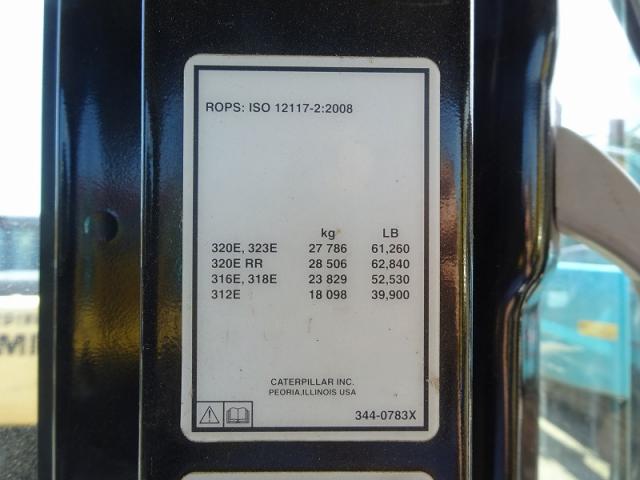 ROPS: ISO 12117-2:2008
kg LB
320E, 323E 27 786 61,260
320E RR 28 506 62,840
316E, 318E 23 829 52,530
312E 18 098 39,900
CATERPILLAR INC.
PEORIA,ILLINOIS USA
344-0783X